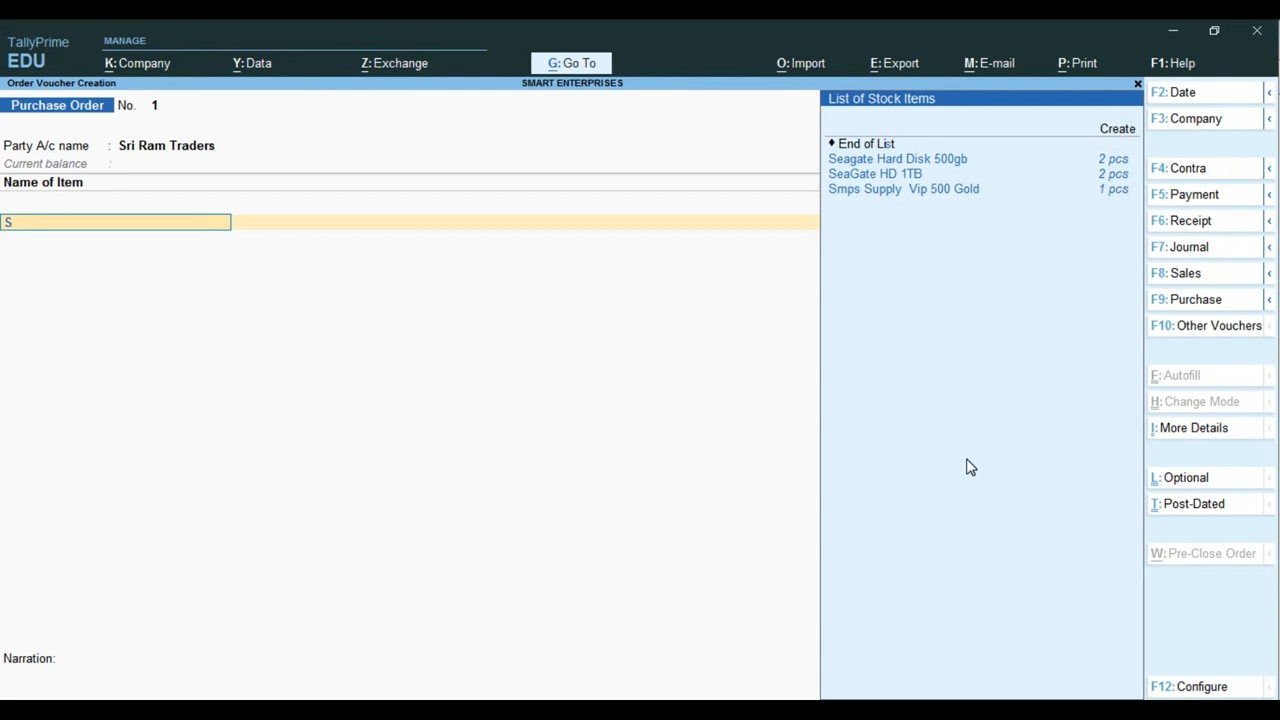 TallyPrime
EDU
MANAGE
K: Company
Y: Data
Z: Exchange
G: Go To
O: Import
E: Export
M: E-mail
P: Print
F1: Help
Order Voucher Creation
SMART ENTERPRISES
Purchase Order No. 1
Party A/c name : Sri Ram Traders
Current balance :
Name of Item
S
Narration:
List of Stock Items
Create
♦ End of List
Seagate Hard Disk 500gb 2 pcs
SeaGate HD 1TB 2 pcs
Smps Supply Vip 500 Gold 1 pcs
F2: Date
F3: Company
F4: Contra
F5: Payment
F6: Receipt
F7: Journal
F8: Sales
F9: Purchase
F10: Other Vouchers
F: Autofill
H: Change Mode
I: More Details
L: Optional
T: Post-Dated
W: Pre-Close Order
F12: Configure